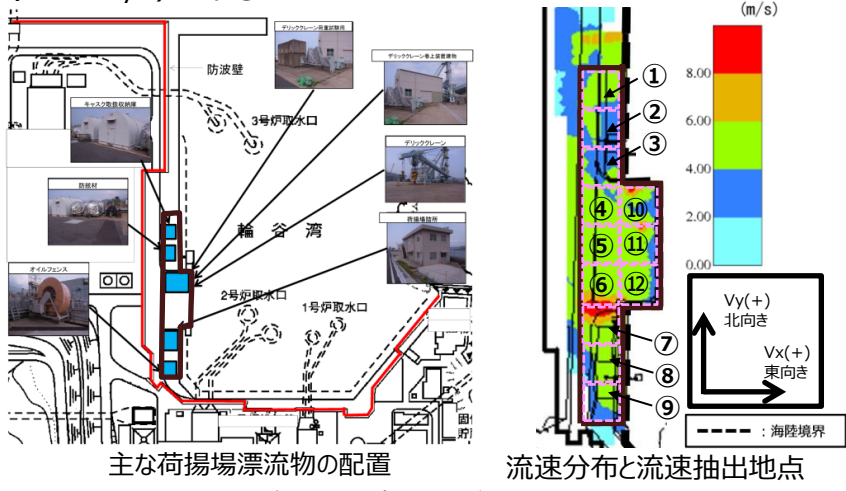 デリッククレーン荷重試験用
デリッククレーン巻上装置建物
キャスク取扱収納庫
防波壁
3号炉取水口
デリッククレーン
防舷材
荷揚場詰所
輪谷湾
オイルフェンス
2号炉取水口
1号炉取水口
主な荷揚場漂流物の配置
(m/s)
8.00
6.00
4.00
2.00
0.00
①
②
③
④ ⑩
⑤ ⑪
⑥ ⑫
⑦
⑧
⑨
Vy(+)
北向き
Vx(+)
東向き
:海陸境界
流速分布と流速抽出地点